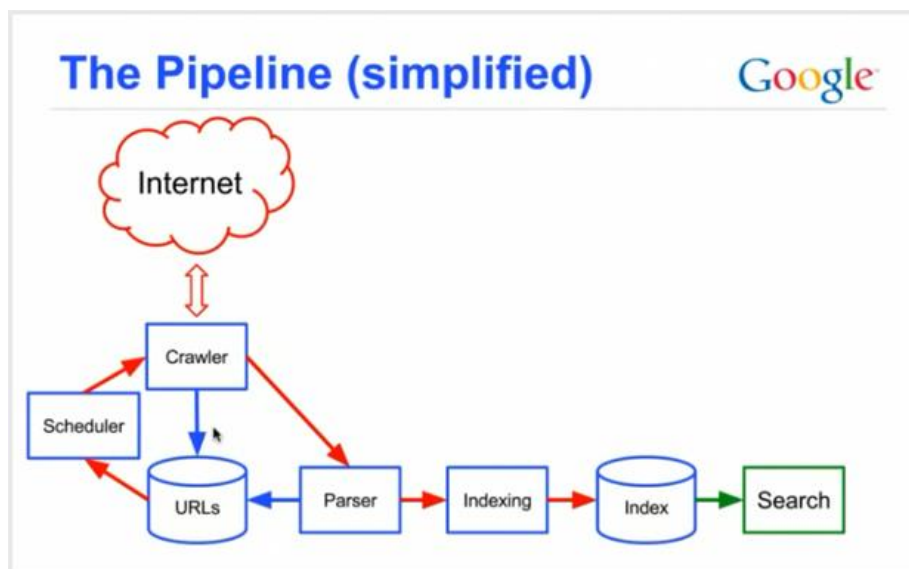 The Pipeline (simplified)
Google
Internet
Crawler
Scheduler
URLs
Parser
Indexing
Index
Search